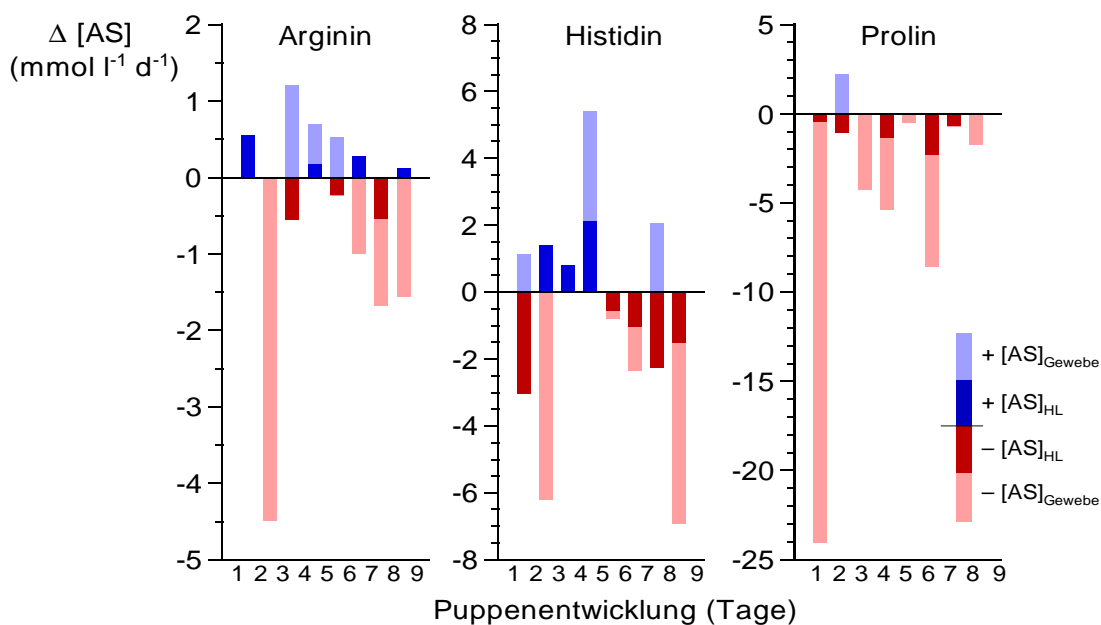 Δ [AS]
(mmol l⁻¹ d⁻¹)
Arginin
2
1
0
-1
-2
-3
-4
-5
1 2 3 4 5 6 7 8 9
Histidin
8
6
4
2
0
-2
-4
-6
-8
1 2 3 4 5 6 7 8 9
Prolin
5
0
-5
-10
-15
-20
-25
1 2 3 4 5 6 7 8 9
+ [AS]Gewebe
+ [AS]HL
– [AS]HL
– [AS]Gewebe
Puppenentwicklung (Tage)